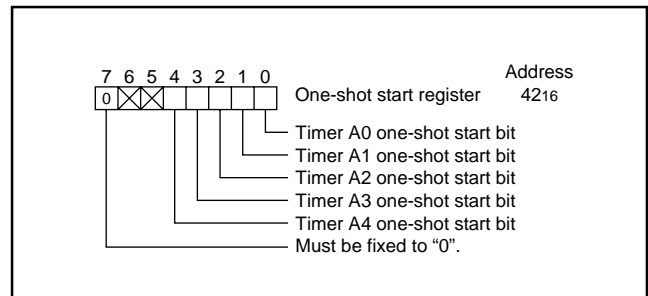 Address
7 6 5 4 3 2 1 0
0 One-shot start register 4216
Timer A0 one-shot start bit
Timer A1 one-shot start bit
Timer A2 one-shot start bit
Timer A3 one-shot start bit
Timer A4 one-shot start bit
Must be fixed to “0”.